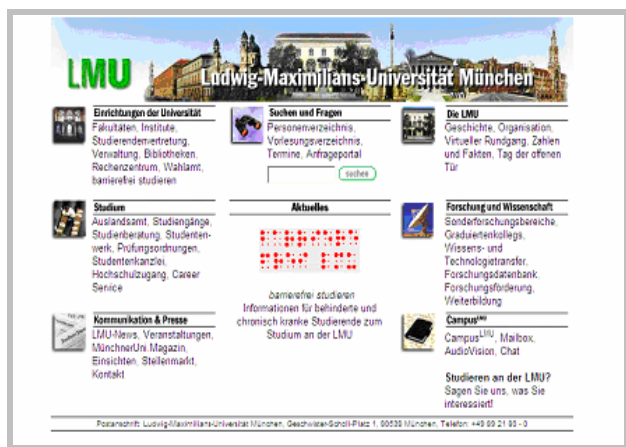 LMU
Ludwig-Maximilians-Universität München
Einrichtungen der Universität
Fakultäten, Institute,
Studierendenvertretung,
Verwaltung, Bibliotheken,
Rechenzentrum, Wahlamt,
barrierefrei studieren
Suchen und Fragen
Personenverzeichnis,
Vorlesungsverzeichnis,
Termine, Anfrageportal
suchen
Die LMU
Geschichte, Organisation,
Virtueller Rundgang, Zahlen
und Fakten, Tag der offenen
Tür
Studium
Auslandsamt, Studiengänge,
Studienberatung, Studenten-
werk, Prüfungsordnungen,
Studentenkanzlei,
Hochschulzugang, Career
Service
Aktuelles
barrierefrei studieren
Informationen für behinderte und
chronisch kranke Studierende zum
Studium an der LMU
Forschung und Wissenschaft
Sonderforschungsbereiche,
Graduiertenkollegs,
Wissens- und
Technologietransfer,
Forschungsdatenbank,
Forschungsförderung,
Weiterbildung
Kommunikation & Presse
LMU-News, Veranstaltungen,
MünchnerUni Magazin,
Einsichten, Stellenmarkt,
Kontakt
Campus LMU
Campus LMU, Mailbox,
AudioVision, Chat
Studieren an der LMU?
Sagen Sie uns, was Sie
interessiert!
Postanschrift: Ludwig-Maximilians-Universität München, Geschwister-Scholl-Platz 1, 80539 München, Telefon: +49 89 21 80 - 0